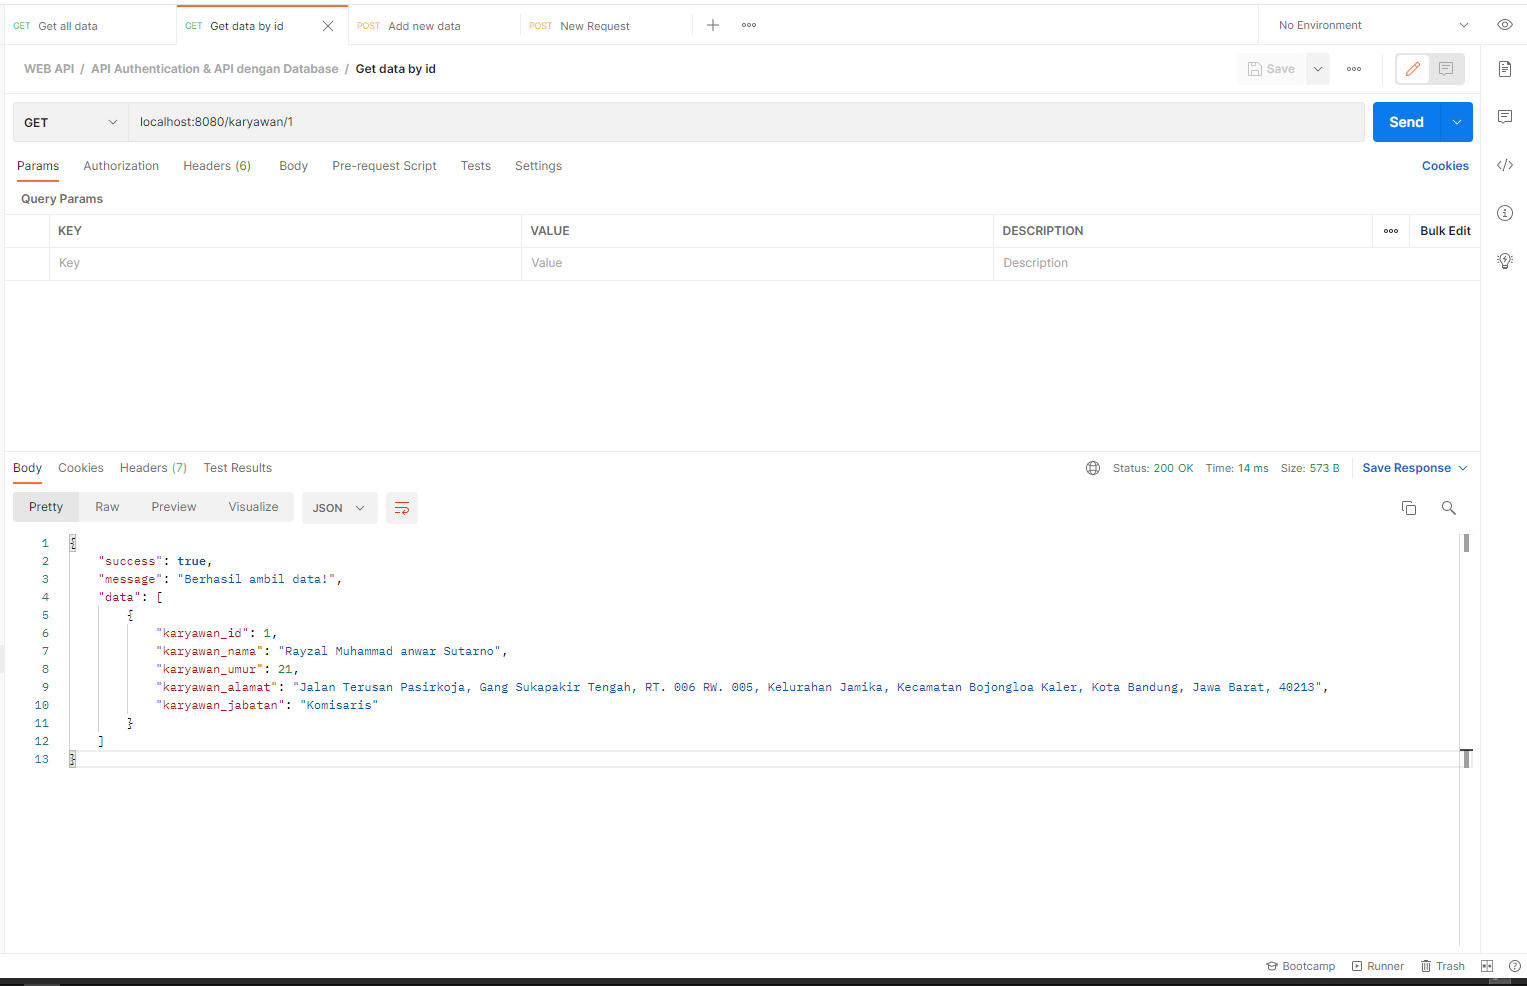 GET Get all data GET Get data by id POST Add new data POST New Request No Environment
WEB API / API Authentication & API dengan Database / Get data by id Save
GET localhost:8080/karyawan/1 Send
Params Authorization Headers (6) Body Pre-request Script Tests Settings Cookies
Query Params
KEY VALUE DESCRIPTION Bulk Edit
Key Value Description
Body Cookies Headers (7) Test Results Status: 200 OK Time: 14 ms Size: 573 B Save Response
Pretty Raw Preview Visualize JSON
1 {
2 "success": true,
3 "message": "Berhasil ambil data!",
4 "data": [
5 {
6 "karyawan_id": 1,
7 "karyawan_nama": "Rayzal Muhammad anwar Sutarno",
8 "karyawan_umur": 21,
9 "karyawan_alamat": "Jalan Terusan Pasirkoja, Gang Sukapakir Tengah, RT. 006 RW. 005, Kelurahan Jamika, Kecamatan Bojongloa Kaler, Kota Bandung, Jawa Barat, 40213",
10 "karyawan_jabatan": "Komisaris"
11 }
12 ]
13 }
Bootcamp Runner Trash